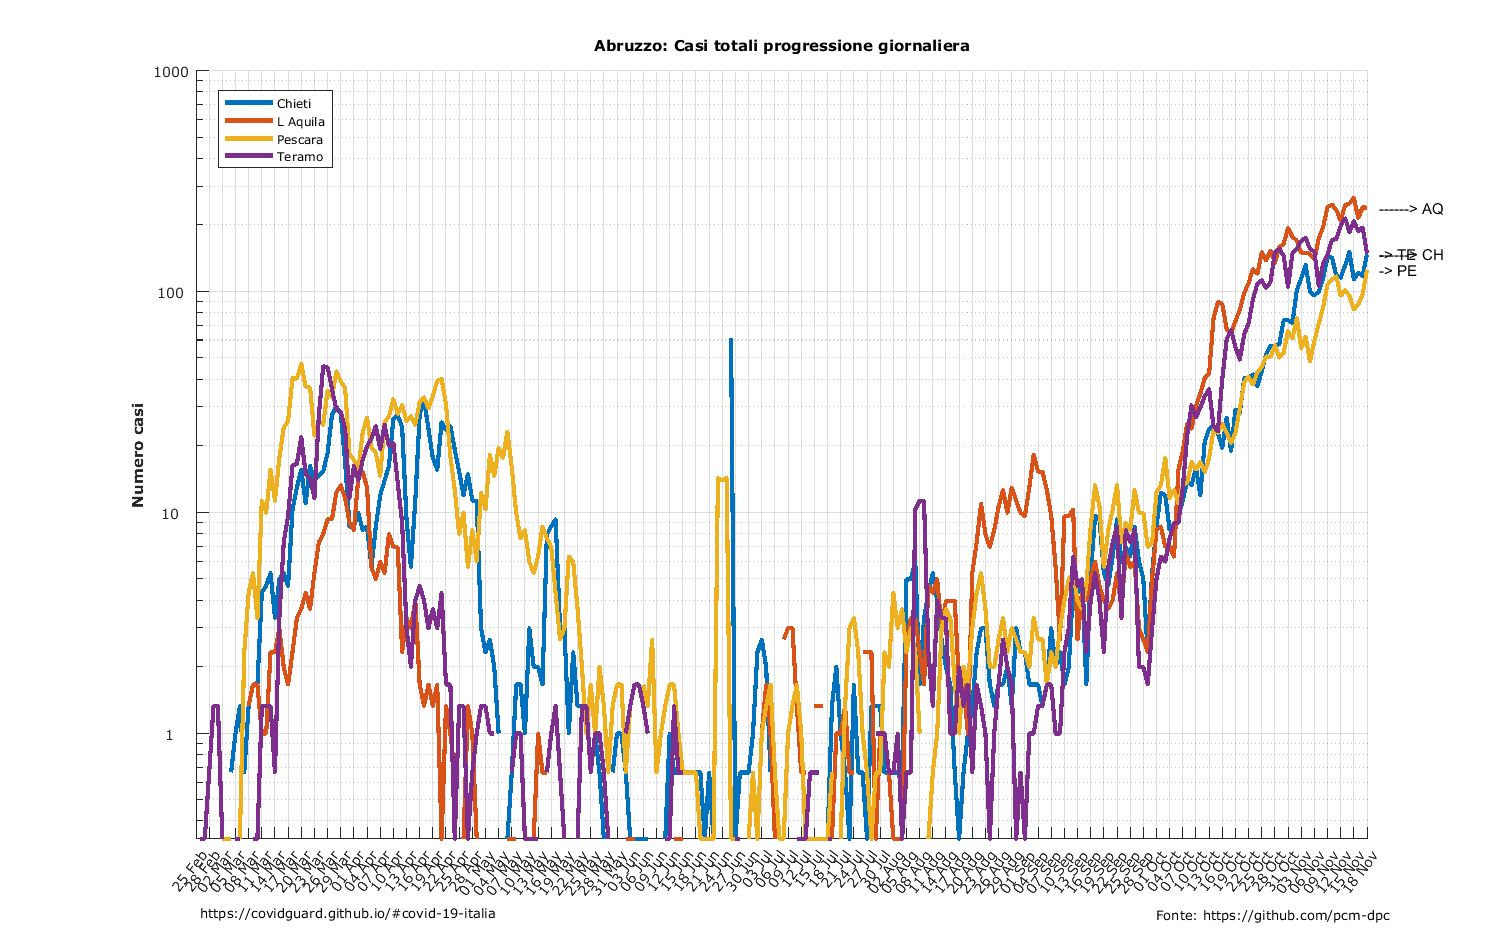 Abruzzo: Casi totali progressione giornaliera
1000
100
10
1
Numero casi
Chieti
L Aquila
Pescara
Teramo
------> AQ
-> TE
-----> CH
-> PE
25 Feb
28 Feb
02 Mar
05 Mar
08 Mar
11 Mar
14 Mar
17 Mar
20 Mar
23 Mar
26 Mar
29 Mar
01 Apr
04 Apr
07 Apr
10 Apr
13 Apr
16 Apr
19 Apr
22 Apr
25 Apr
28 Apr
01 May
04 May
07 May
10 May
13 May
16 May
19 May
22 May
25 May
28 May
31 May
03 Jun
06 Jun
09 Jun
12 Jun
15 Jun
18 Jun
21 Jun
24 Jun
27 Jun
30 Jun
03 Jul
06 Jul
09 Jul
12 Jul
15 Jul
18 Jul
21 Jul
24 Jul
27 Jul
30 Jul
02 Aug
05 Aug
08 Aug
11 Aug
14 Aug
17 Aug
20 Aug
23 Aug
26 Aug
29 Aug
01 Sep
04 Sep
07 Sep
10 Sep
13 Sep
16 Sep
19 Sep
22 Sep
25 Sep
28 Sep
01 Oct
04 Oct
07 Oct
10 Oct
13 Oct
16 Oct
19 Oct
22 Oct
25 Oct
28 Oct
31 Oct
03 Nov
06 Nov
09 Nov
12 Nov
15 Nov
18 Nov
https://covidguard.github.io/#covid-19-italia
Fonte: https://github.com/pcm-dpc